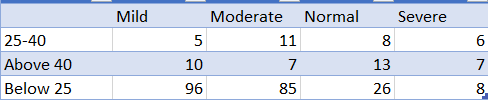 Mild Moderate Normal Severe
25-40 5 11 8 6
Above 40 10 7 13 7
Below 25 96 85 26 8